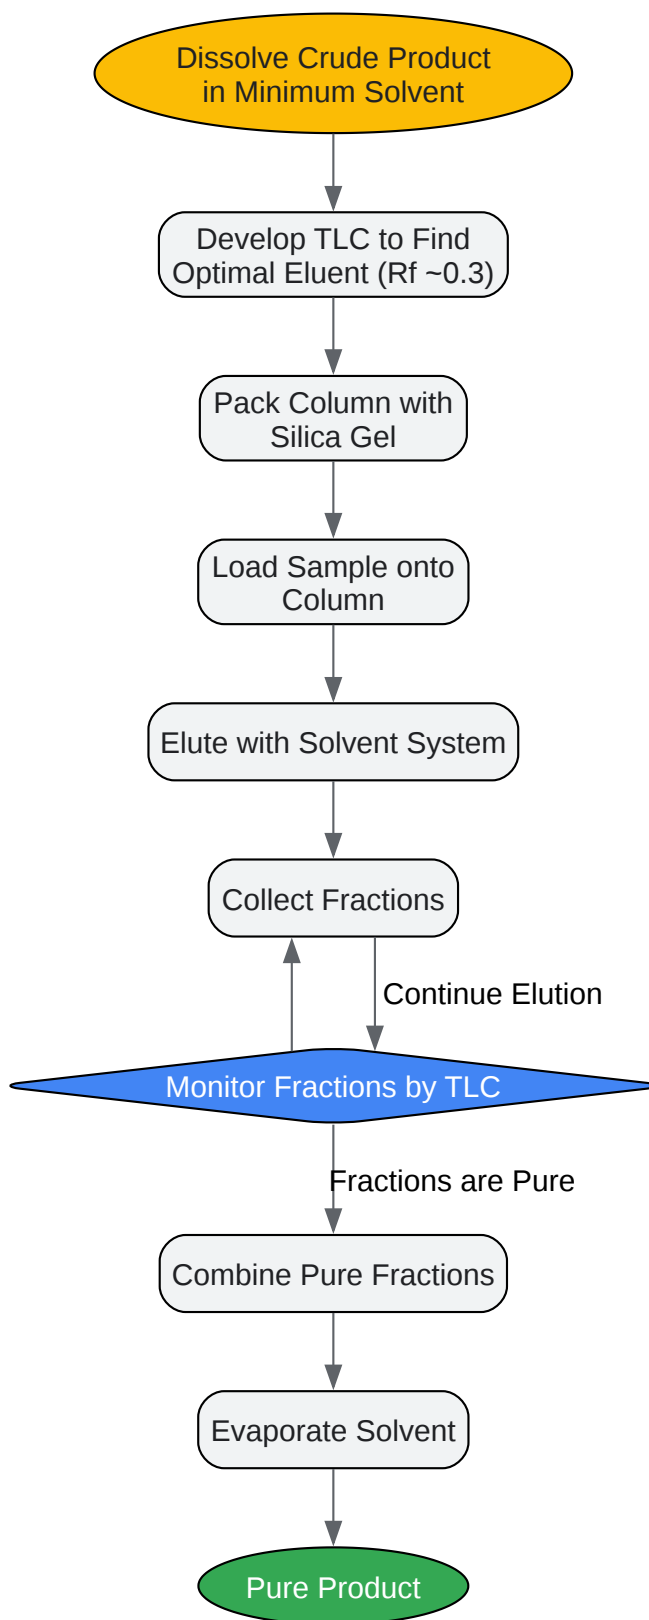 Dissolve Crude Product
in Minimum Solvent
Develop TLC to Find
Optimal Eluent (Rf ~0.3)
Pack Column with
Silica Gel
Load Sample onto
Column
Elute with Solvent System
Collect Fractions
Continue Elution
Monitor Fractions by TLC
Fractions are Pure
Combine Pure Fractions
Evaporate Solvent
Pure Product